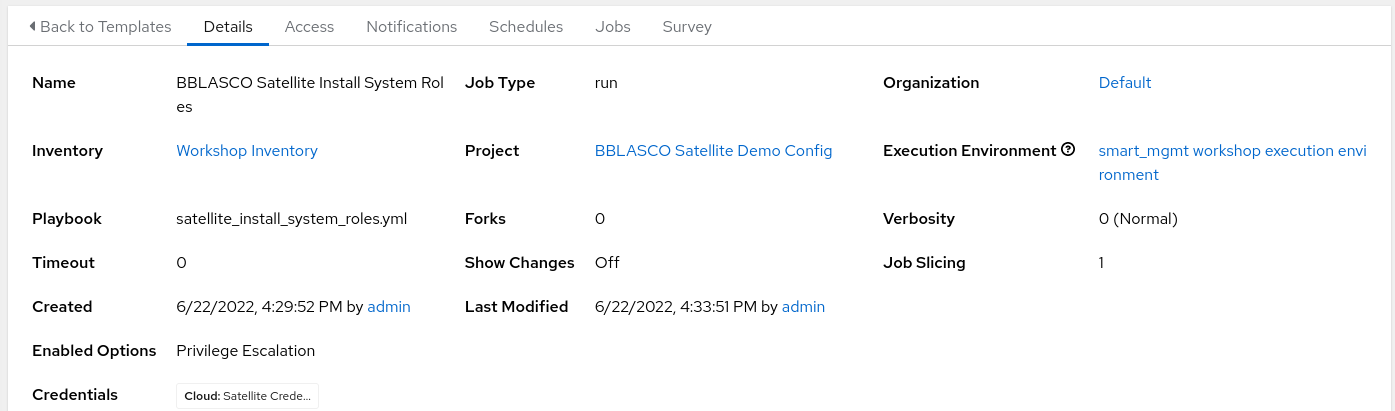 Back to Templates Details Access Notifications Schedules Jobs Survey
Name BBLASCO Satellite Install System Rol Job Type run Organization Default
es
Inventory Workshop Inventory Project BBLASCO Satellite Demo Config Execution Environment smart_mgmt workshop execution envi
ronment
Playbook satellite_install_system_roles.yml Forks 0 Verbosity 0 (Normal)
Timeout 0 Show Changes Off Job Slicing 1
Created 6/22/2022, 4:29:52 PM by admin Last Modified 6/22/2022, 4:33:51 PM by admin
Enabled Options Privilege Escalation
Credentials Cloud: Satellite Crede...